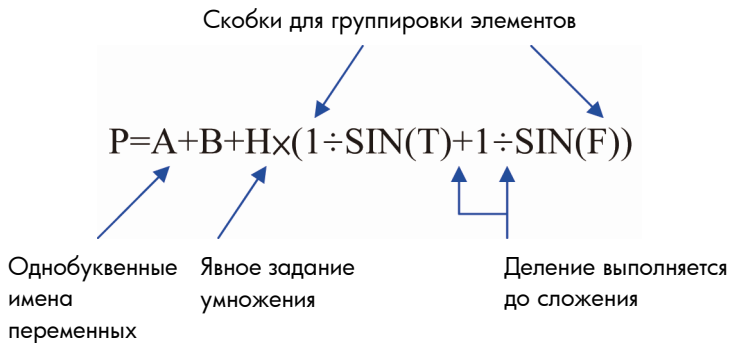 Скобки для группировки элементов
P=A+B+H×(1÷SIN(T)+1÷SIN(F))
Однобуквенные
имена
переменных
Явное задание
умножения
Деление выполняется
до сложения